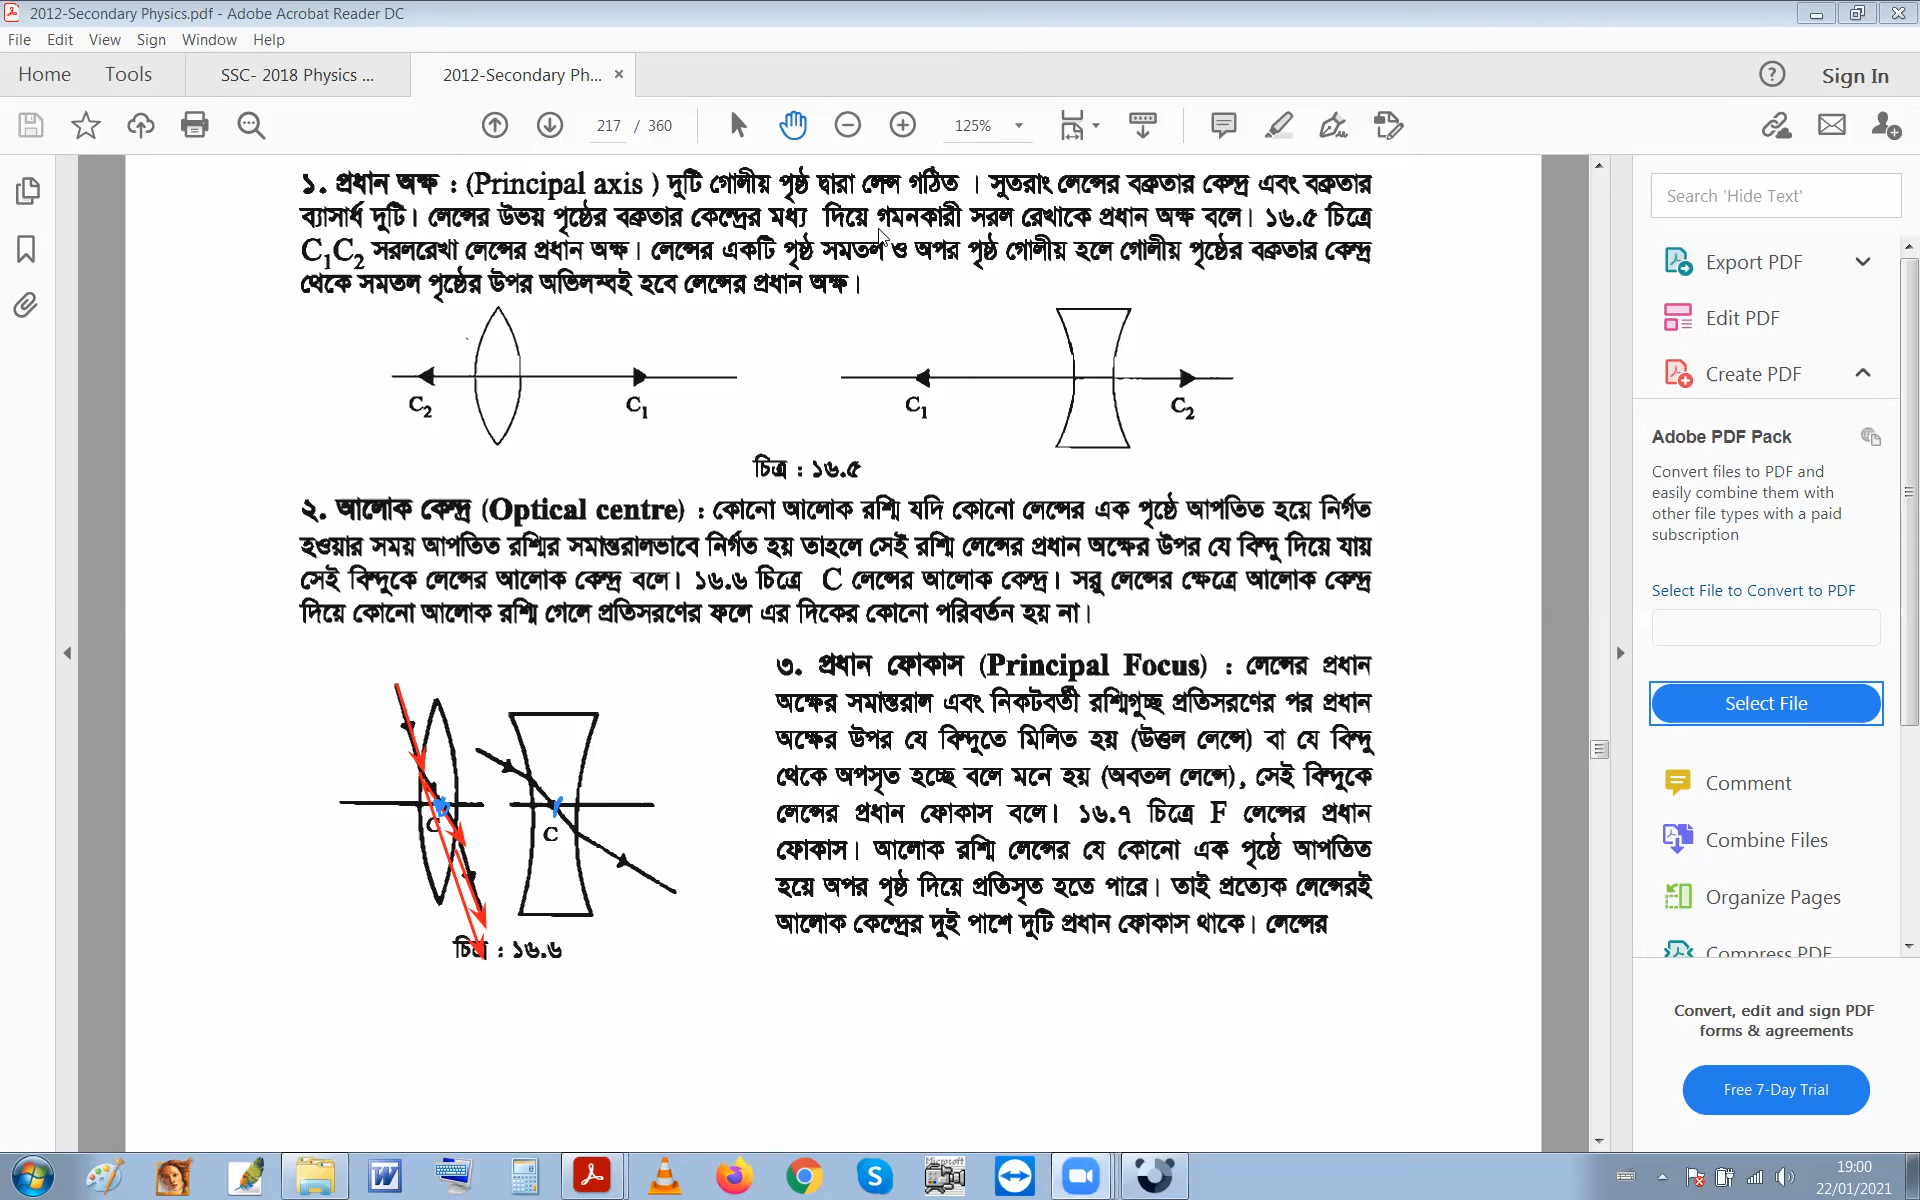 2012-Secondary Physics.pdf - Adobe Acrobat Reader DC
File Edit View Sign Window Help
Home Tools SSC- 2018 Physics ... 2012-Secondary Ph... × Sign In
217 / 360 125%
১. প্রধান অক্ষ : (Principal axis ) দুটি গোলীয় পৃষ্ঠ দ্বারা লেন্স গঠিত । সুতরাং লেন্সের বক্রতার কেন্দ্র এবং বক্রতার
ব্যাসার্ধ দুটি। লেন্সের উভয় পৃষ্ঠের বক্রতার কেন্দ্রের মধ্য দিয়ে গমনকারী সরল রেখাকে প্রধান অক্ষ বলে। ১৬.৫ চিত্রে
C₁C₂ সরলরেখা লেন্সের প্রধান অক্ষ। লেন্সের একটি পৃষ্ঠ সমতল ও অপর পৃষ্ঠ গোলীয় হলে গোলীয় পৃষ্ঠের বক্রতার কেন্দ্র
থেকে সমতল পৃষ্ঠের উপর অভিলম্বই হবে লেন্সের প্রধান অক্ষ।
C₂ C₁ C₁ C₂
চিত্র : ১৬.৫
২. আলোক কেন্দ্র (Optical centre) : কোনো আলোক রশ্মি যদি কোনো লেন্সের এক পৃষ্ঠে আপতিত হয়ে নির্গত
হওয়ার সময় আপতিত রশ্মির সমান্তরালভাবে নির্গত হয় তাহলে সেই রশ্মি লেন্সের প্রধান অক্ষের উপর যে বিন্দু দিয়ে যায়
সেই বিন্দুকে লেন্সের আলোক কেন্দ্র বলে। ১৬.৬ চিত্রে C লেন্সের আলোক কেন্দ্র। সরু লেন্সের ক্ষেত্রে আলোক কেন্দ্র
দিয়ে কোনো আলোক রশ্মি গেলে প্রতিসরণের ফলে এর দিকের কোনো পরিবর্তন হয় না।
C C
চিত্র : ১৬.৬
৩. প্রধান ফোকাস (Principal Focus) : লেন্সের প্রধান
অক্ষের সমান্তরাল এবং নিকটবর্তী রশ্মিগুচ্ছ প্রতিসরণের পর প্রধান
অক্ষের উপর যে বিন্দুতে মিলিত হয় (উত্তল লেন্সে) বা যে বিন্দু
থেকে অপসৃত হচ্ছে বলে মনে হয় (অবতল লেন্সে), সেই বিন্দুকে
লেন্সের প্রধান ফোকাস বলে। ১৬.৭ চিত্রে F লেন্সের প্রধান
ফোকাস। আলোক রশ্মি লেন্সের যে কোনো এক পৃষ্ঠে আপতিত
হয়ে অপর পৃষ্ঠ দিয়ে প্রতিসৃত হতে পারে। তাই প্রত্যেক লেন্সেরই
আলোক কেন্দ্রের দুই পাশে দুটি প্রধান ফোকাস থাকে। লেন্সের
Search 'Hide Text'
Export PDF
Edit PDF
Create PDF
Adobe PDF Pack
Convert files to PDF and
easily combine them with
other file types with a paid
subscription
Select File to Convert to PDF
Select File
Comment
Combine Files
Organize Pages
Compress PDF
Convert, edit and sign PDF
forms & agreements
Free 7-Day Trial
Microsoft
19:00
22/01/2021